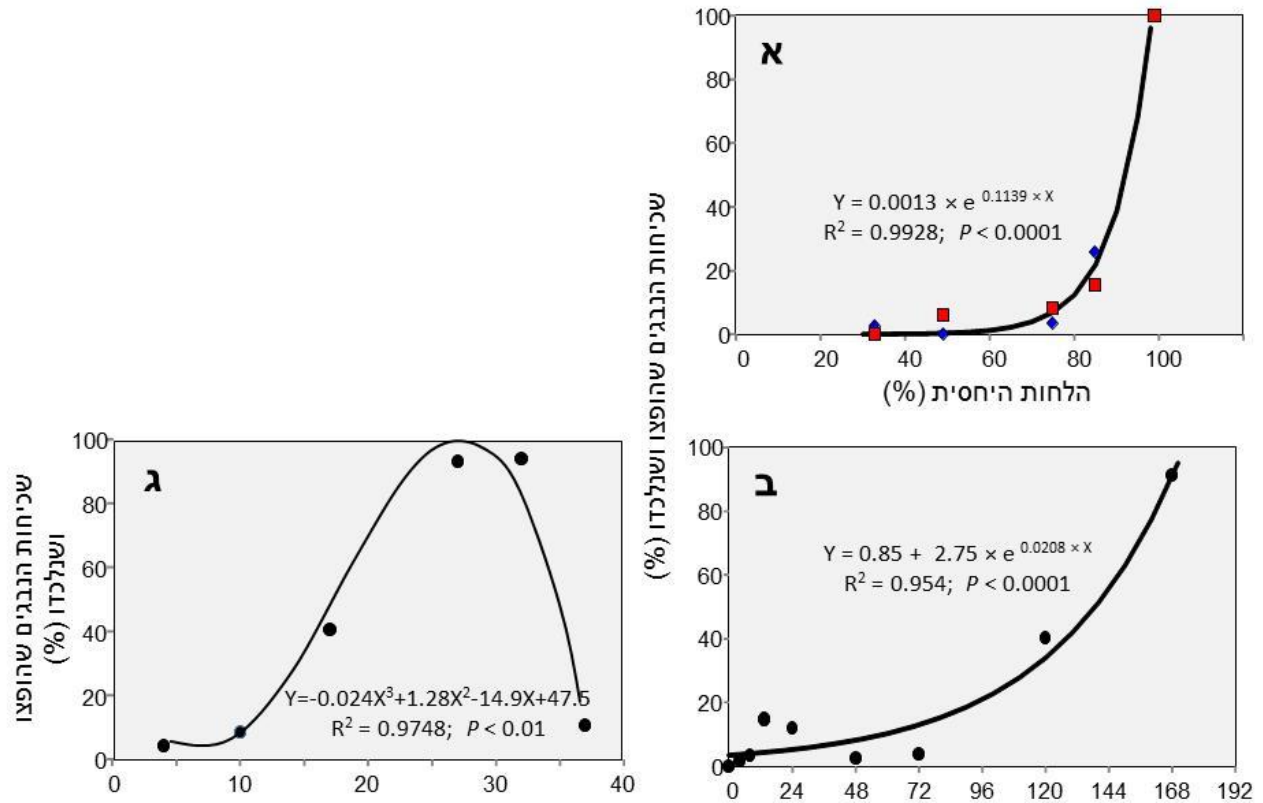 שכיחות הנבגים שהופצו ושנלכדו (%)
א
100
80
60
40
20
0
Y = 0.0013 × e 0.1139 × X
R² = 0.9928; P < 0.0001
0 20 40 60 80 100
הלחות היחסית (%)
ב
100
80
60
40
20
0
Y = 0.85 + 2.75 × e 0.0208 × X
R² = 0.954; P < 0.0001
0 24 48 72 96 120 144 168 192
שכיחות הנבגים שהופצו
ושנלכדו (%)
ג
100
80
60
40
20
0
Y=-0.024X³+1.28X²-14.9X+47.5
R² = 0.9748; P < 0.01
0 10 20 30 40